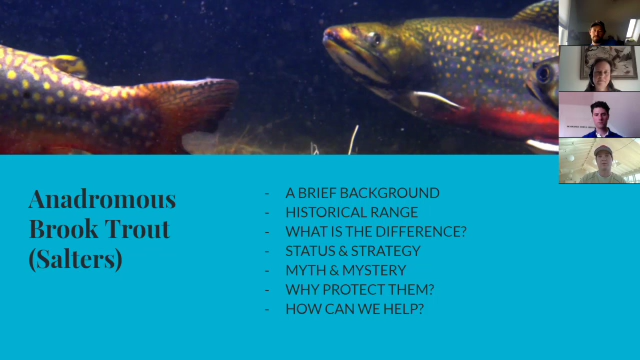 Anadromous
Brook Trout
(Salters)
- A BRIEF BACKGROUND
- HISTORICAL RANGE
- WHAT IS THE DIFFERENCE?
- STATUS & STRATEGY
- MYTH & MYSTERY
- WHY PROTECT THEM?
- HOW CAN WE HELP?